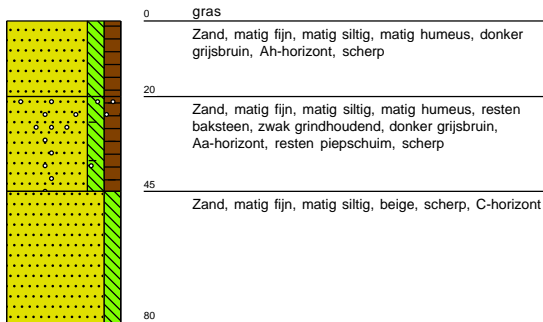 0 gras
Zand, matig fijn, matig siltig, matig humeus, donker
grijsbruin, Ah-horizont, scherp
20
Zand, matig fijn, matig siltig, matig humeus, resten
baksteen, zwak grindhoudend, donker grijsbruin,
Aa-horizont, resten piepschuim, scherp
45
Zand, matig fijn, matig siltig, beige, scherp, C-horizont
80